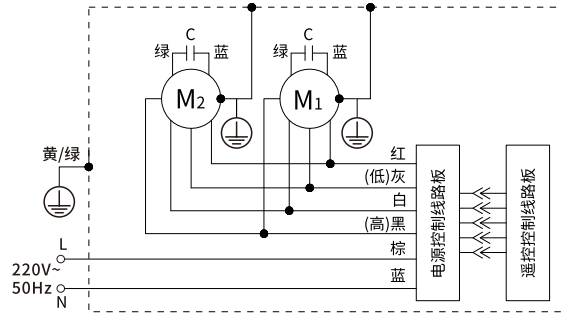 C
C
绿
蓝
绿
蓝
M2
M1
黄/绿
红
(低)灰
白
(高)黑
L
棕
220V~
50Hz
蓝
N
电源控制线路板
遥控控制线路板